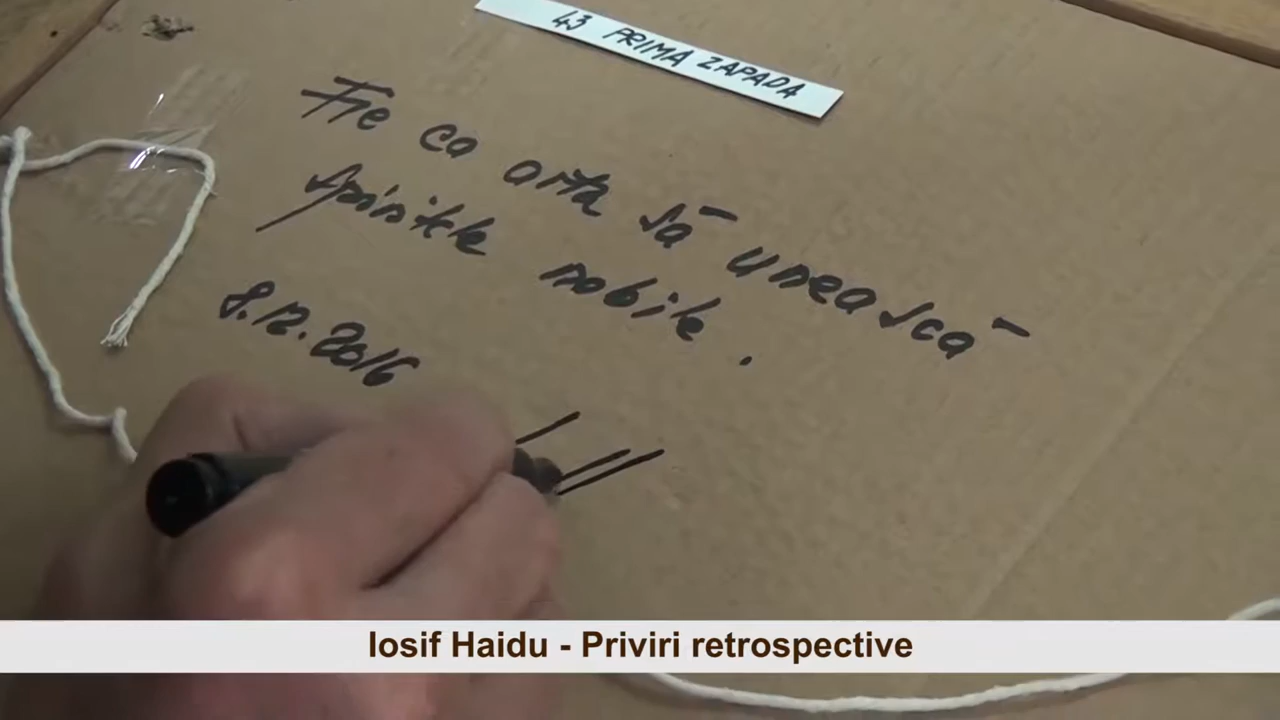 43 PRIMA ZAPADA
Fie ca arta să unească
spiritele nobile.
8.12.2016
Iosif Haidu - Priviri retrospective